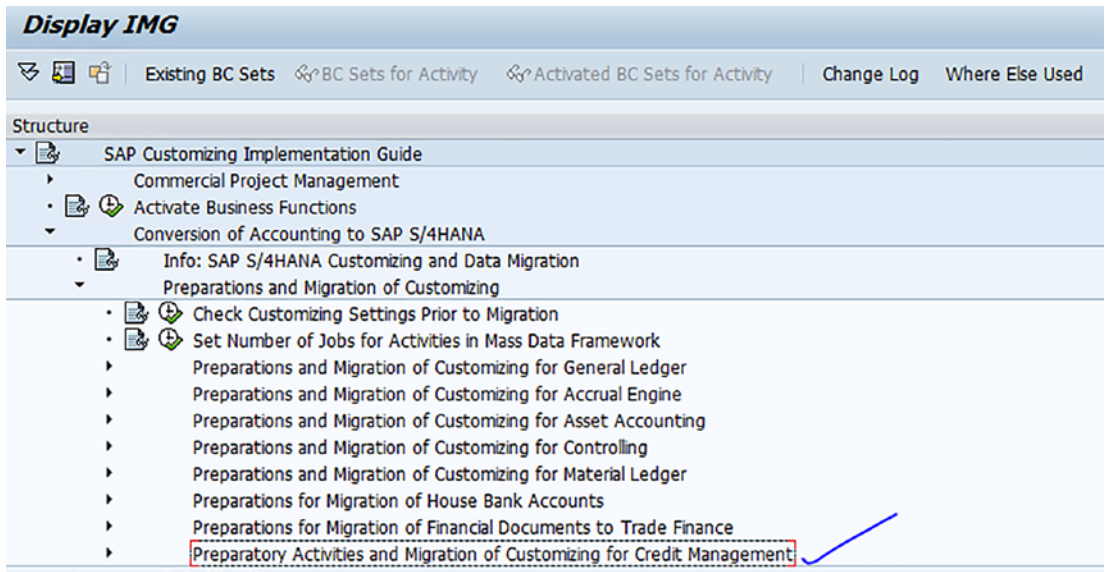 Display IMG
Existing BC Sets BC Sets for Activity Activated BC Sets for Activity Change Log Where Else Used
Structure
SAP Customizing Implementation Guide
Commercial Project Management
Activate Business Functions
Conversion of Accounting to SAP S/4HANA
Info: SAP S/4HANA Customizing and Data Migration
Preparations and Migration of Customizing
Check Customizing Settings Prior to Migration
Set Number of Jobs for Activities in Mass Data Framework
Preparations and Migration of Customizing for General Ledger
Preparations and Migration of Customizing for Accrual Engine
Preparations and Migration of Customizing for Asset Accounting
Preparations and Migration of Customizing for Controlling
Preparations and Migration of Customizing for Material Ledger
Preparations for Migration of House Bank Accounts
Preparations for Migration of Financial Documents to Trade Finance
Preparatory Activities and Migration of Customizing for Credit Management